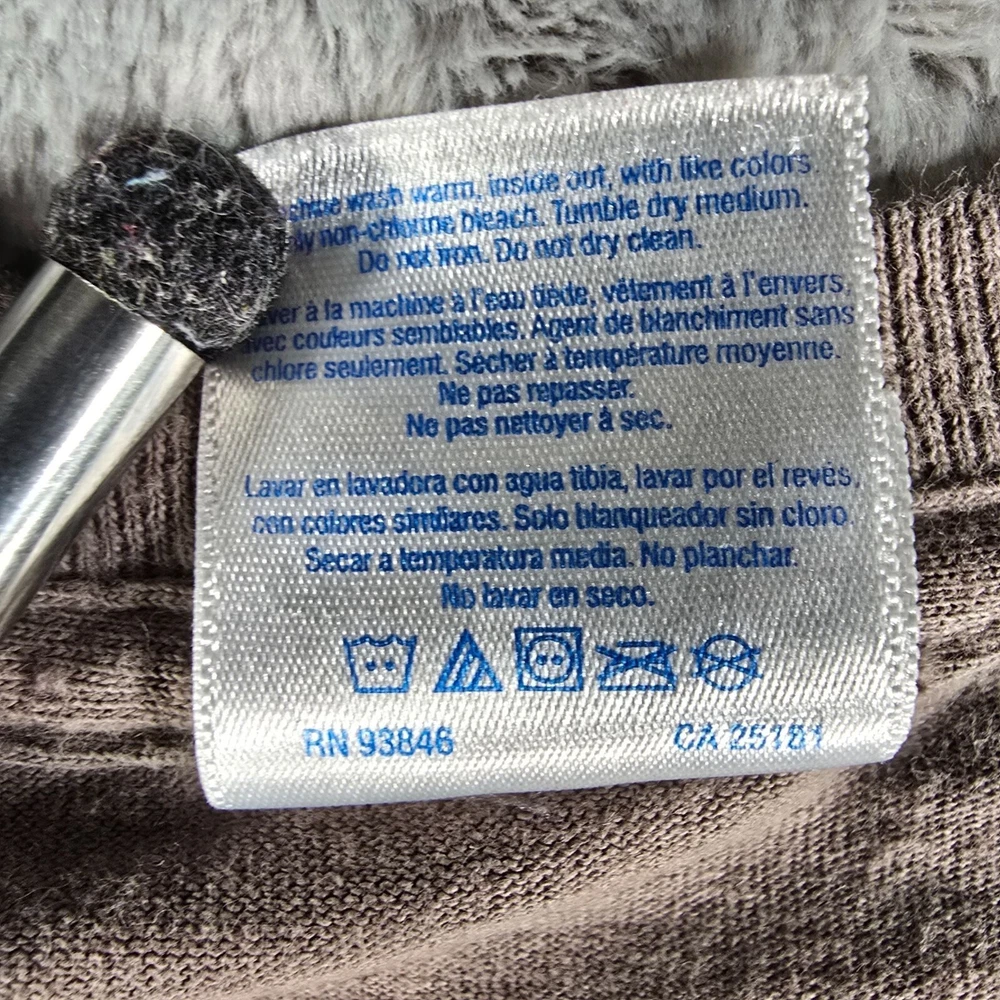 wash warm, inside out, with like colors.
non-chlorine bleach. Tumble dry medium.
Do not iron. Do not dry clean.
à la machine à l'eau tiède, vêtement à l'envers,
avec couleurs semblables. Agent de blanchiment sans
chlore seulement. Sécher à température moyenne.
Ne pas repasser.
Ne pas nettoyer à sec.
Lavar en lavadora con agua tibia, lavar por el revés,
con colores similares. Solo blanqueador sin cloro.
Secar a temperatura media. No planchar.
No lavar en seco.
RN 93846
CA 25181